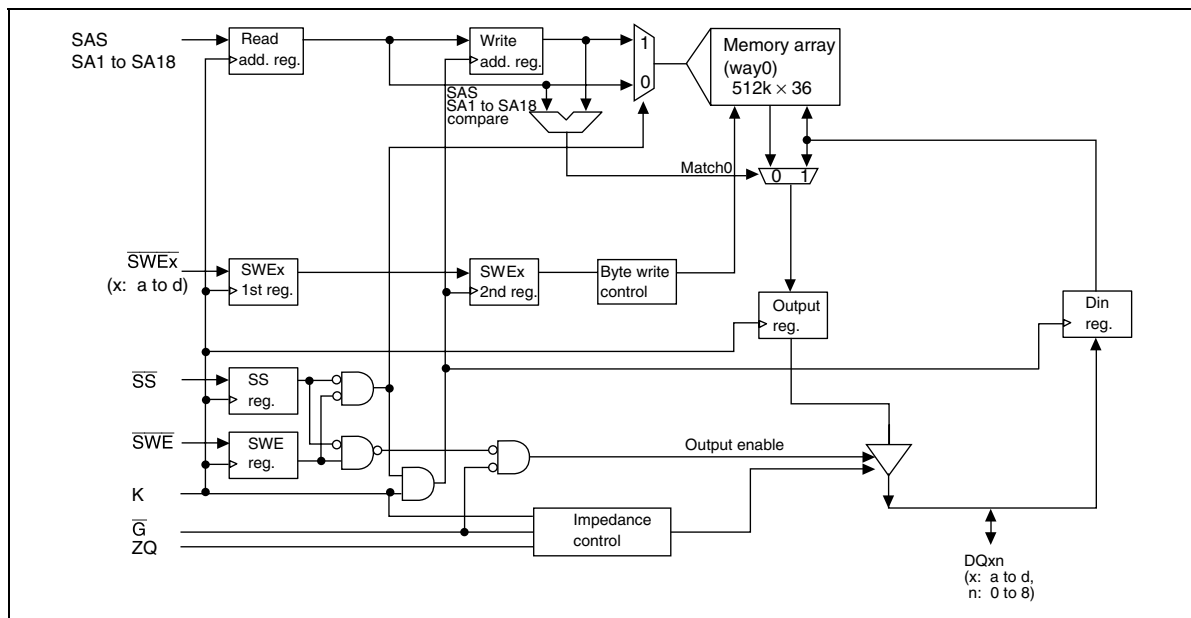 SAS
SA1 to SA18
Read
add. reg.
Write
add. reg.
1
0
Memory array
(way0)
512k × 36
SAS
SA1 to SA18
compare
Match0
0 1
SWEx
(x: a to d)
SWEx
1st reg.
SWEx
2nd reg.
Byte write
control
Output
reg.
Din
reg.
SS
SS
reg.
SWE
SWE
reg.
Output enable
K
G
ZQ
Impedance
control
DQxn
(x: a to d,
n: 0 to 8)